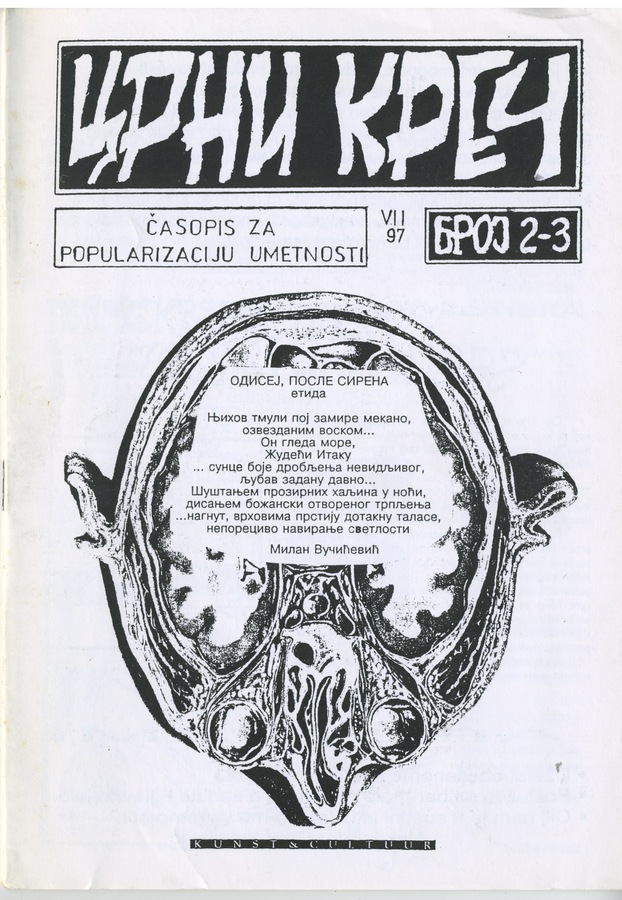 ЦРНИ КРЕЧ
ČASOPIS ZA
POPULARIZACIJU UMETNOSTI
VII
97
БРОЈ 2-3
ОДИСЕЈ, ПОСЛЕ СИРЕНА
етида
Њихов тмули пој замире мекано,
озвезданим воском...
Он гледа море,
Жудећи Итаку
... сунце боје дробљења невидљивог,
љубав задану давно...
Шуштањем прозирних хаљина у ноћи,
дисањем божански отвореног трпљења
...нагнут, врховима прстију дотакну таласе,
непорециво навирање светлости
Милан Вучићевић
KUNST & CULTUUR